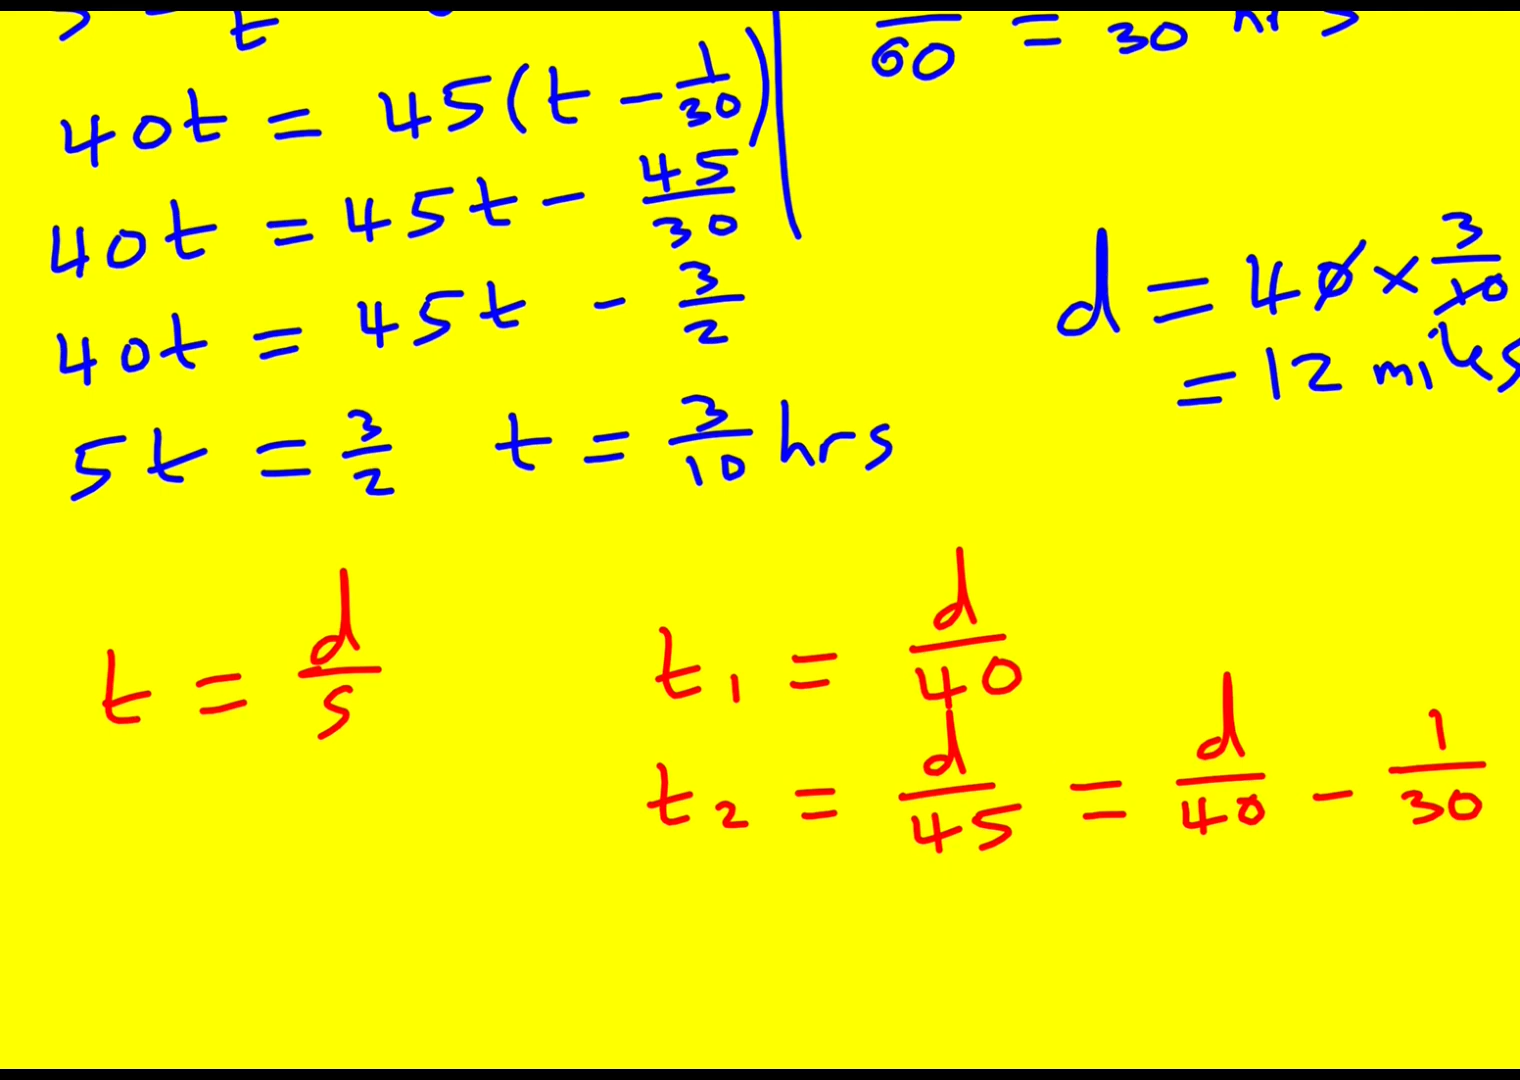 40t = 45(t - 1/30)
40t = 45t - 45/30
40t = 45t - 3/2
5t = 3/2 t = 3/10 hrs
60 = 30 hrs
d = 40 × 3/10
= 12 miles
t = d/s
t₁ = d/40
t₂ = d/45 = d/40 - 1/30